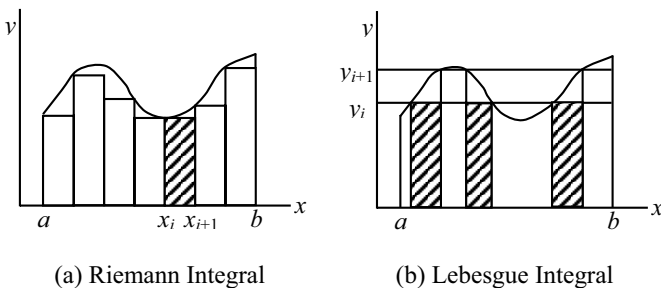 y
a
x_i
x_{i+1}
b
x
(a) Riemann Integral
y
y_{i+1}
y_i
a
b
x
(b) Lebesgue Integral